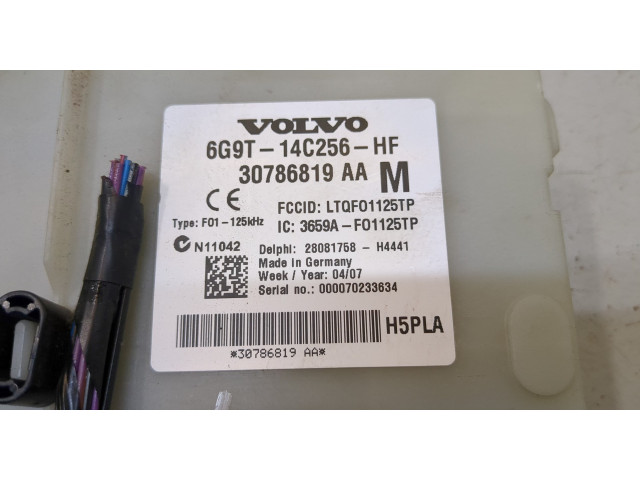 VOLVO
6G9T-14C256-HF
30786819 AA M
CE FCCID: LTQFO1125TP
Type: F01-125kHz IC: 3659A-F01125TP
N11042 Delphi: 28081758 - H4441
Made in Germany
Week / Year: 04/07
Serial no.: 000070233634
H5PLA
*30786819 AA*